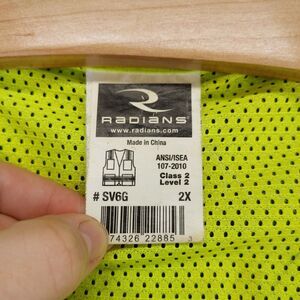 RADIANS
www.radians.com
Made in China
ANSI/ISEA
107-2010
Class 2
Level 2
# SV6G 2X
74326 22885